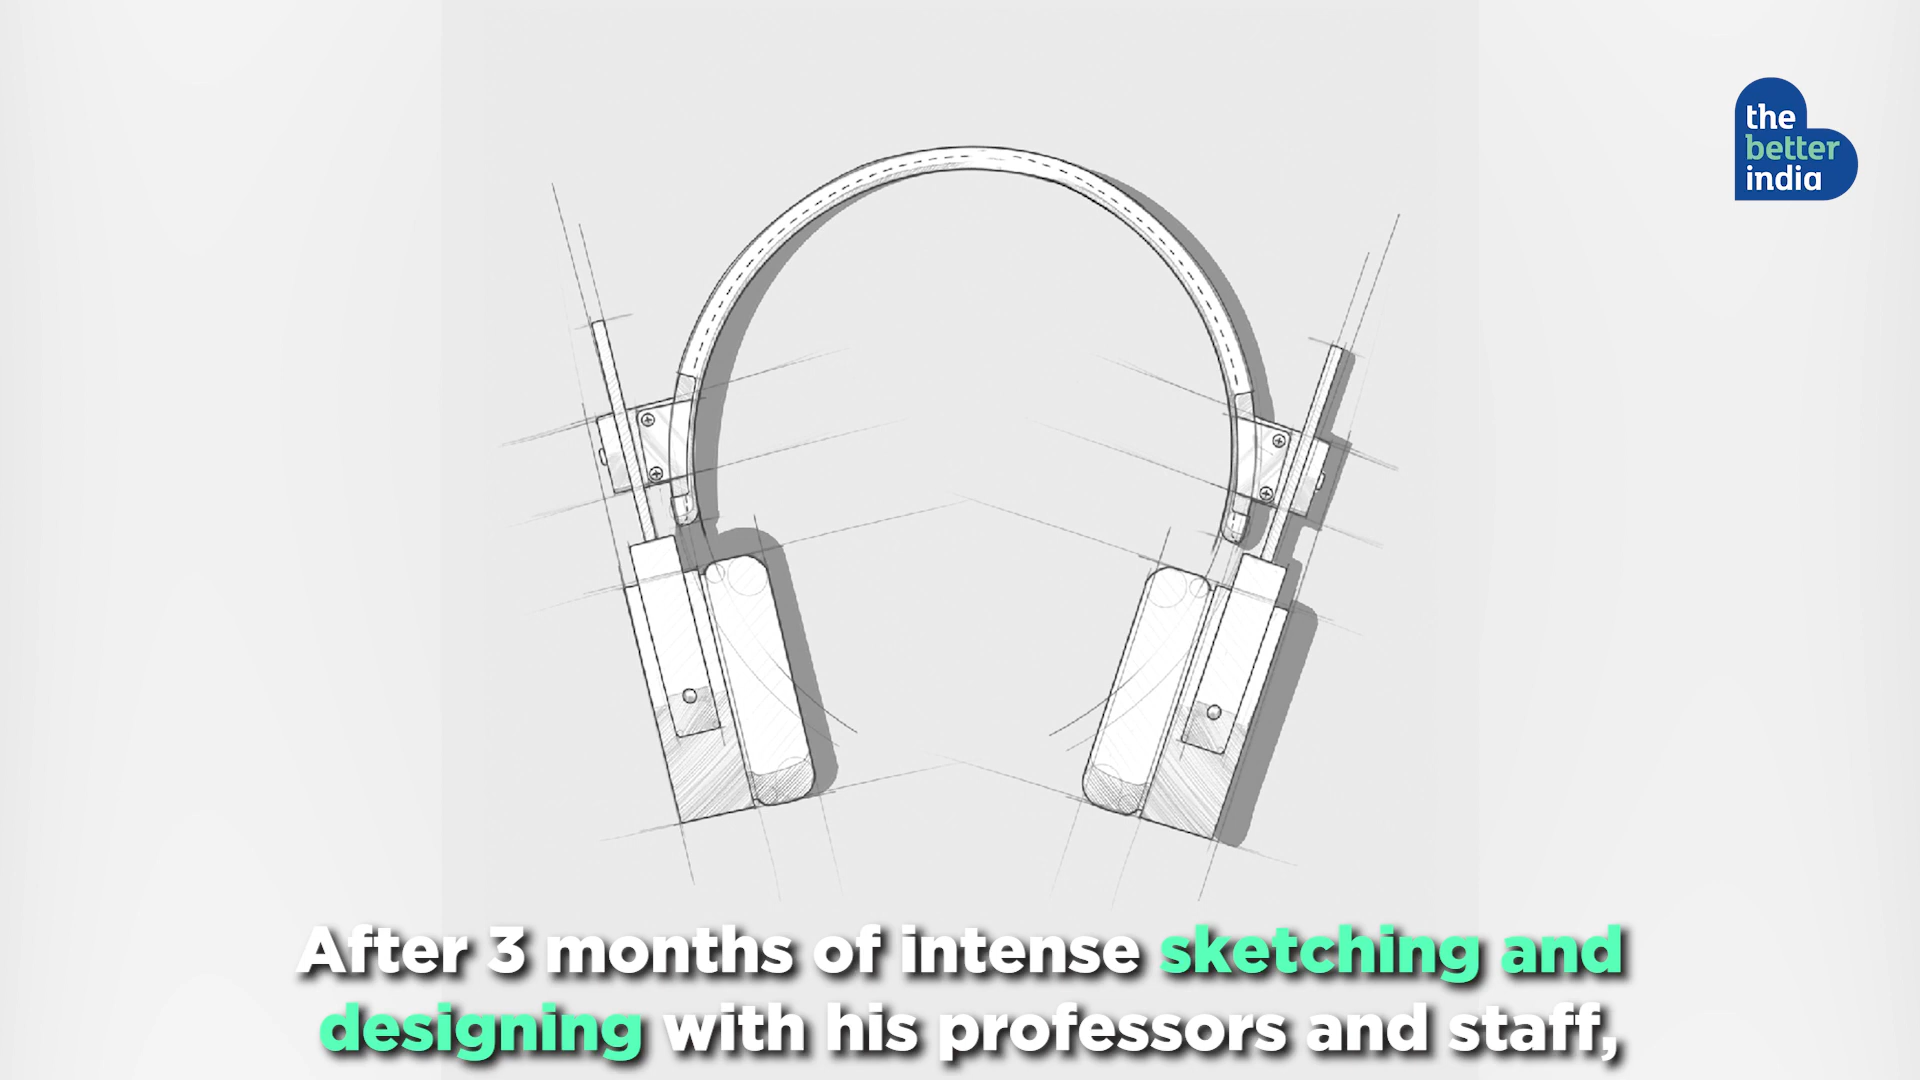 the
better
india
After 3 months of intense sketching and
designing with his professors and staff,